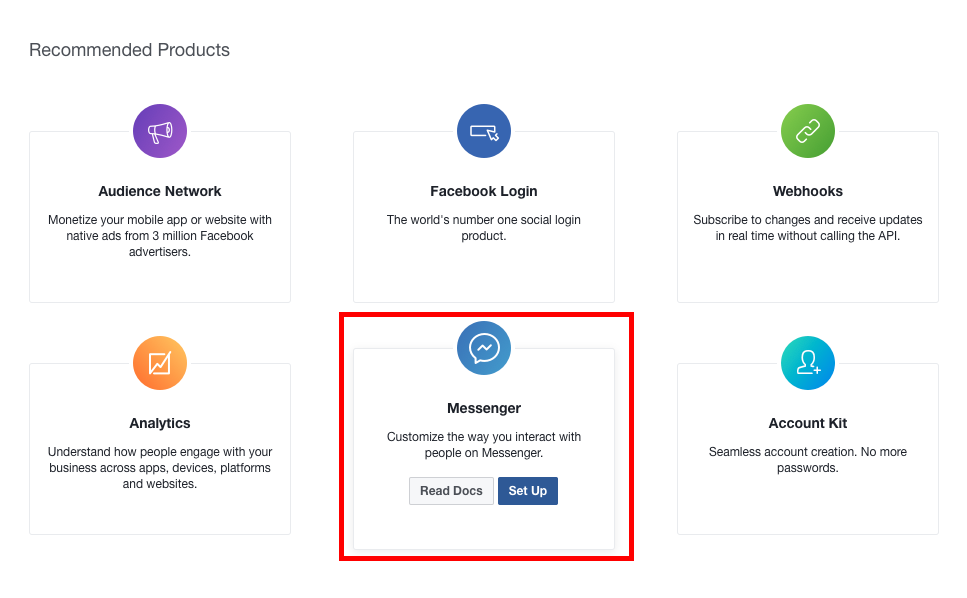 Recommended Products
Audience Network
Monetize your mobile app or website with
native ads from 3 million Facebook
advertisers.
Facebook Login
The world's number one social login
product.
Webhooks
Subscribe to changes and receive updates
in real time without calling the API.
Analytics
Understand how people engage with your
business across apps, devices, platforms
and websites.
Messenger
Customize the way you interact with
people on Messenger.
Read Docs
Set Up
Account Kit
Seamless account creation. No more
passwords.